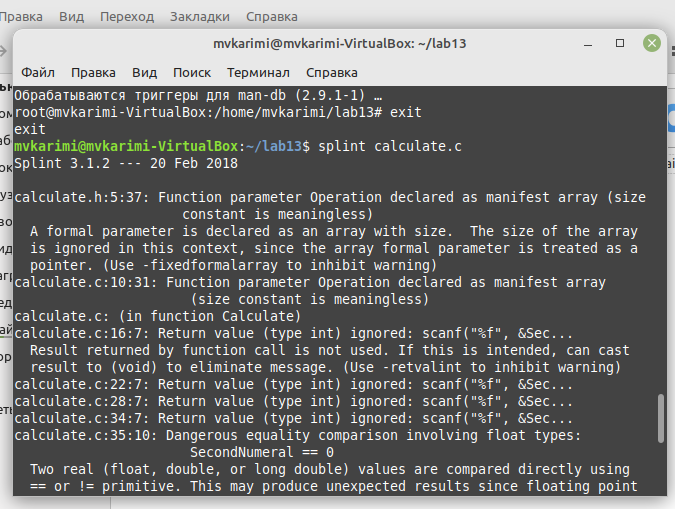 Правка Вид Переход Закладки Справка
mvkarimi@mvkarimi-VirtualBox: ~/lab13
Файл Правка Вид Поиск Терминал Справка
Обрабатываются триггеры для man-db (2.9.1-1) …
root@mvkarimi-VirtualBox:/home/mvkarimi/lab13# exit
exit
mvkarimi@mvkarimi-VirtualBox:~/lab13$ splint calculate.c
Splint 3.1.2 --- 20 Feb 2018
calculate.h:5:37: Function parameter Operation declared as manifest array (size
constant is meaningless)
A formal parameter is declared as an array with size.  The size of the array
is ignored in this context, since the array formal parameter is treated as a
pointer. (Use -fixedformalarray to inhibit warning)
calculate.c:10:31: Function parameter Operation declared as manifest array
(size constant is meaningless)
calculate.c: (in function Calculate)
calculate.c:16:7: Return value (type int) ignored: scanf("%f", &Sec...
Result returned by function call is not used. If this is intended, can cast
result to (void) to eliminate message. (Use -retvalint to inhibit warning)
calculate.c:22:7: Return value (type int) ignored: scanf("%f", &Sec...
calculate.c:28:7: Return value (type int) ignored: scanf("%f", &Sec...
calculate.c:34:7: Return value (type int) ignored: scanf("%f", &Sec...
calculate.c:35:10: Dangerous equality comparison involving float types:
SecondNumeral == 0
Two real (float, double, or long double) values are compared directly using
== or != primitive. This may produce unexpected results since floating point